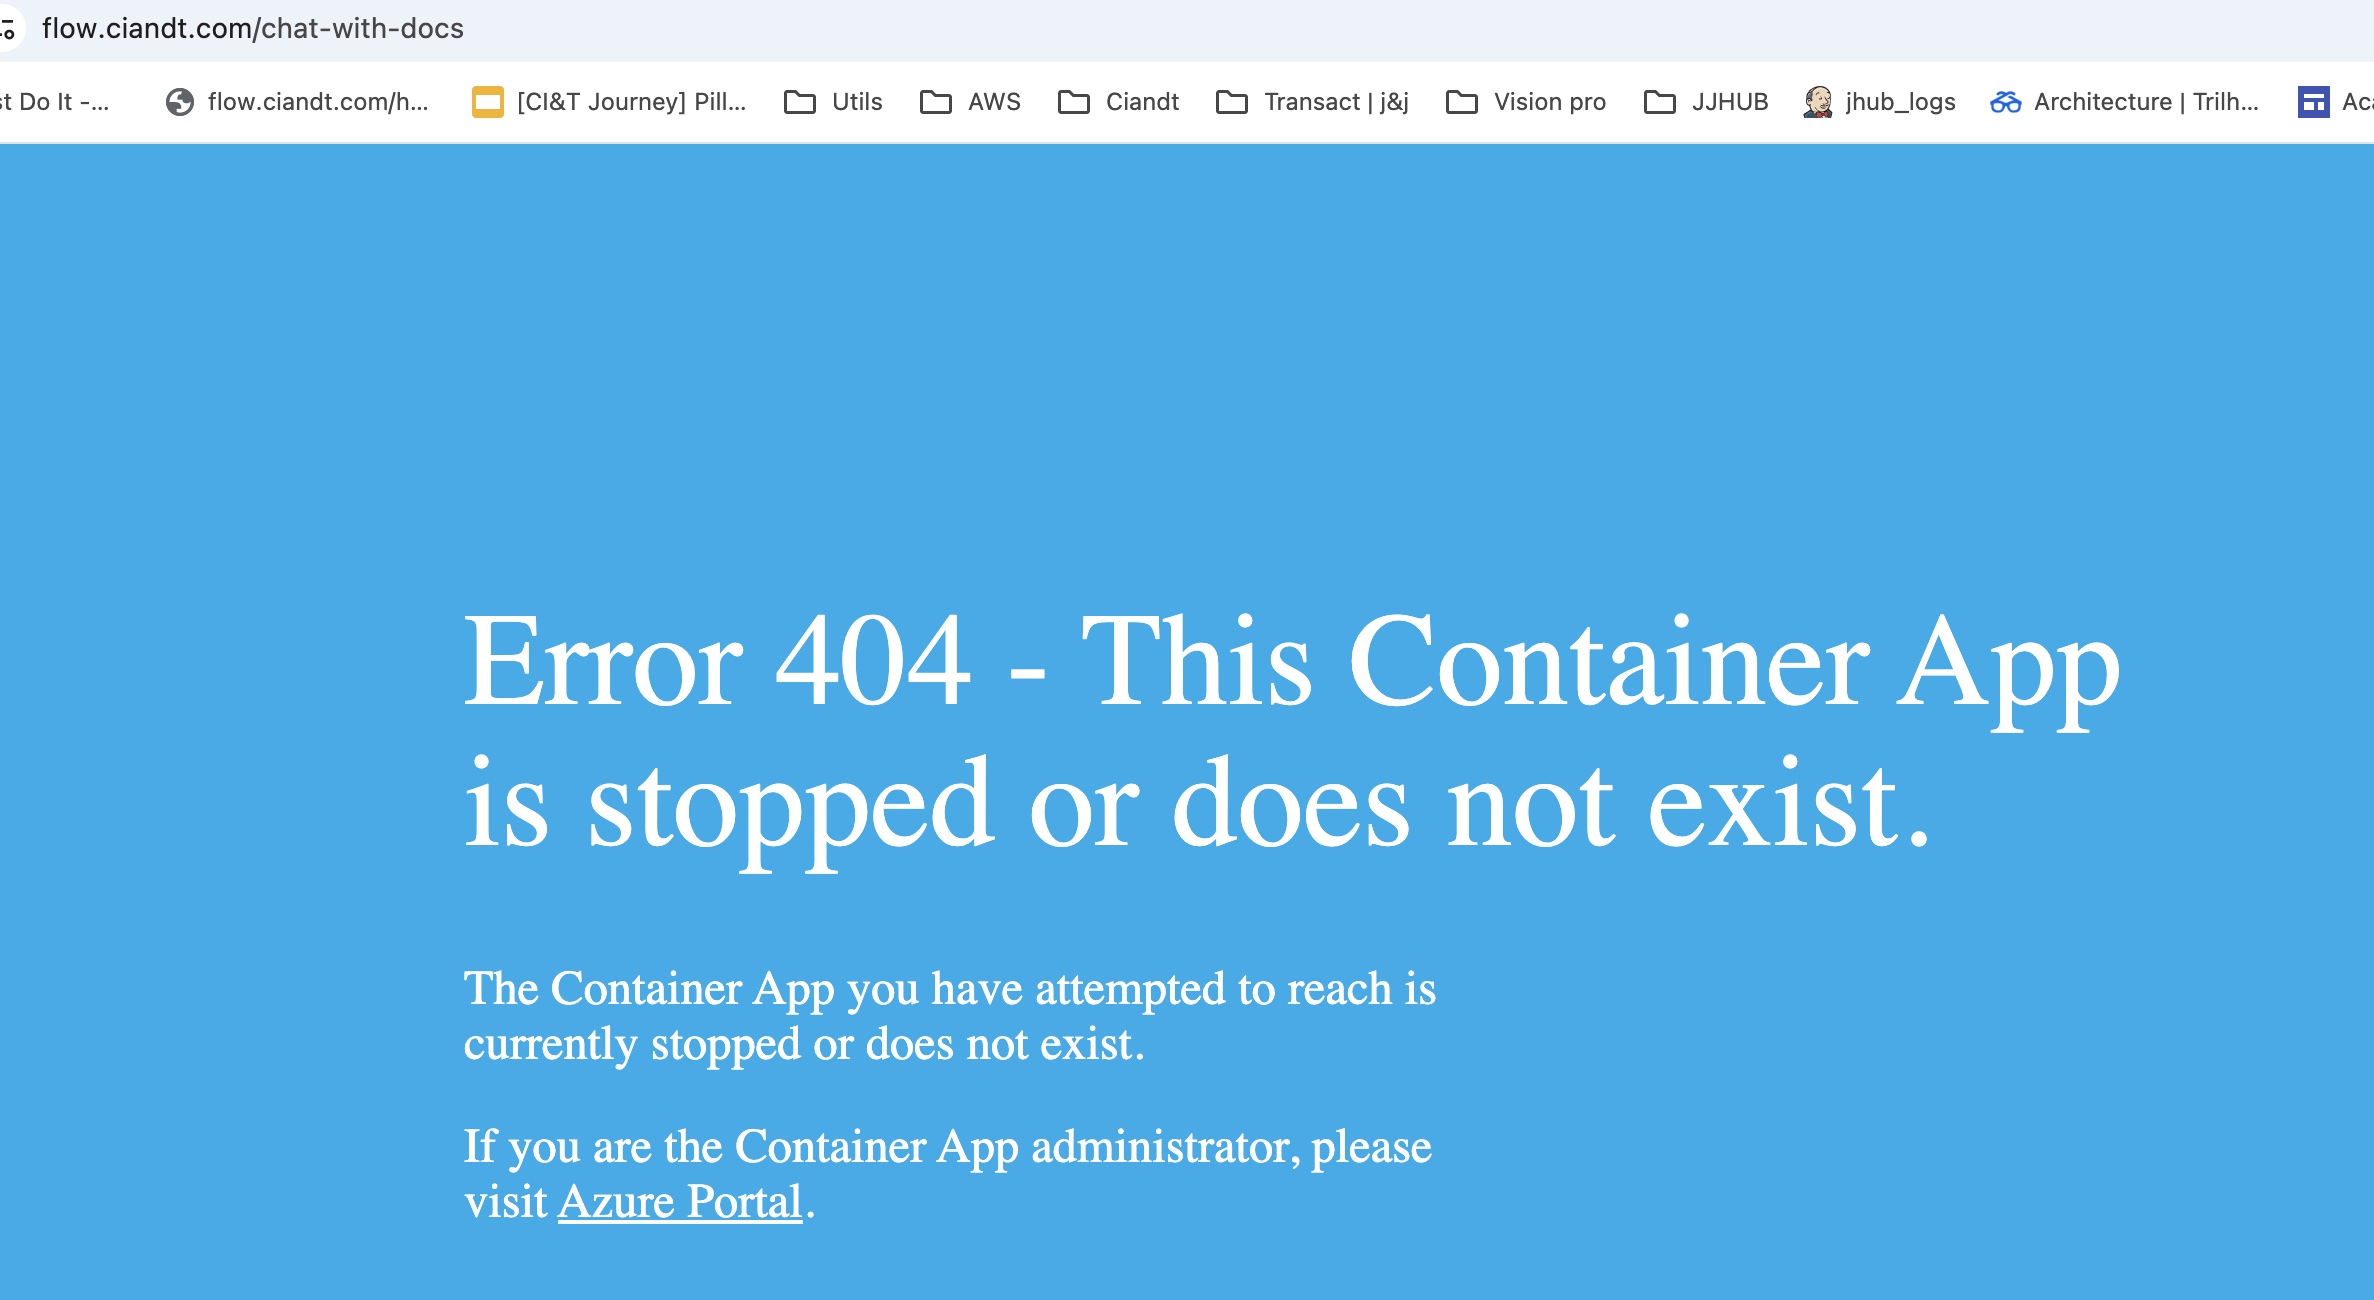 flow.ciandt.com/chat-with-docs
st Do It -... flow.ciandt.com/h... [CI&T Journey] Pill... Utils AWS Ciandt Transact | j&j Vision pro JJHUB jhub_logs Architecture | Trilh... Aca
Error 404 - This Container App
is stopped or does not exist.
The Container App you have attempted to reach is
currently stopped or does not exist.
If you are the Container App administrator, please
visit Azure Portal.